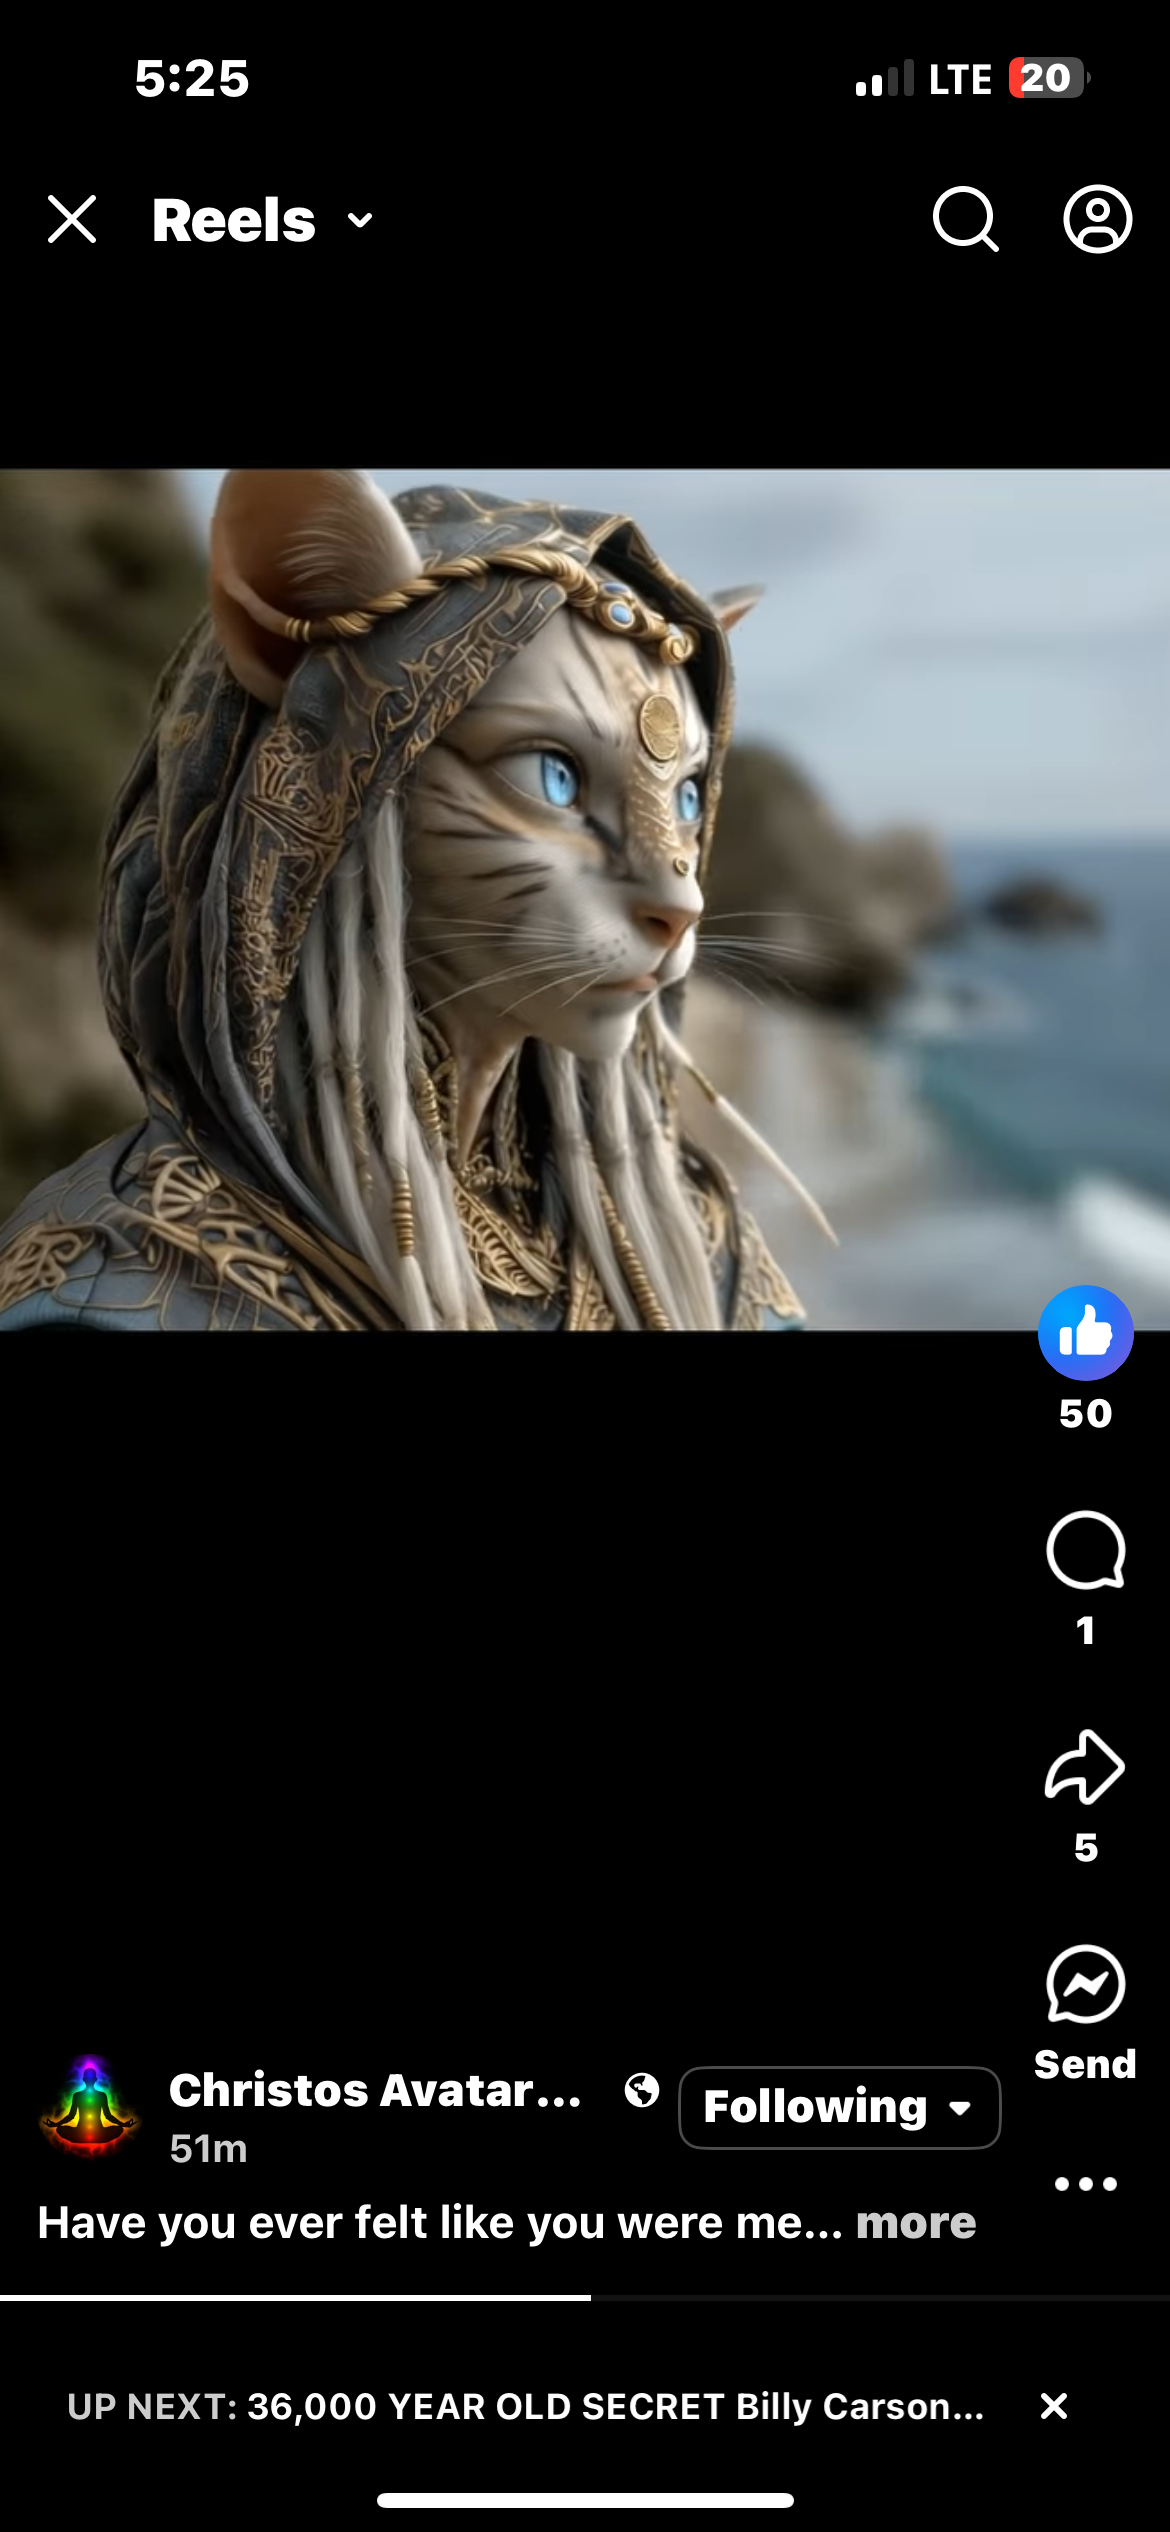 5:25
LTE 20
Reels
50
1
5
Send
Christos Avatar...
Following
51m
Have you ever felt like you were me... more
UP NEXT: 36,000 YEAR OLD SECRET Billy Carson...